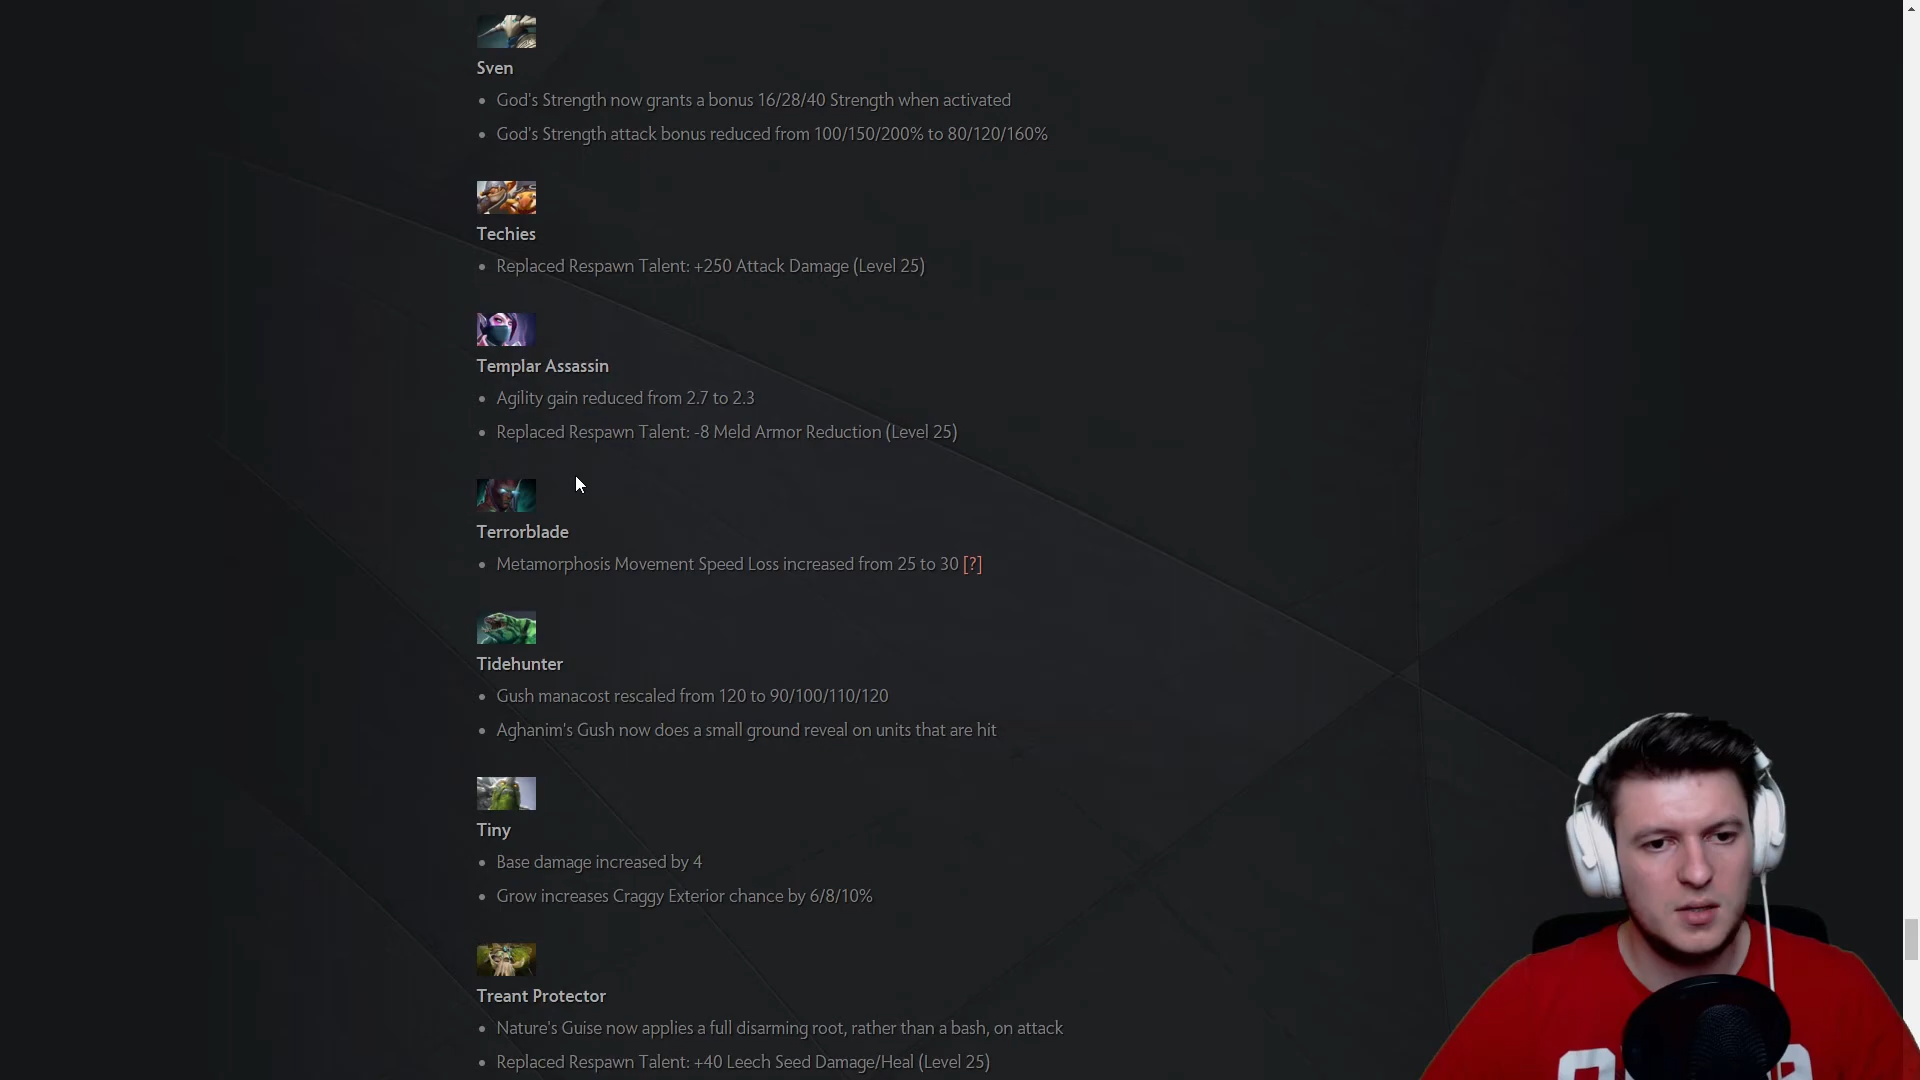 Sven
• God's Strength now grants a bonus 16/28/40 Strength when activated
• God's Strength attack bonus reduced from 100/150/200% to 80/120/160%
Techies
• Replaced Respawn Talent: +250 Attack Damage (Level 25)
Templar Assassin
• Agility gain reduced from 2.7 to 2.3
• Replaced Respawn Talent: -8 Meld Armor Reduction (Level 25)
Terrorblade
• Metamorphosis Movement Speed Loss increased from 25 to 30 [?]
Tidehunter
• Gush manacost rescaled from 120 to 90/100/110/120
• Aghanim's Gush now does a small ground reveal on units that are hit
Tiny
• Base damage increased by 4
• Grow increases Craggy Exterior chance by 6/8/10%
Treant Protector
• Nature's Guise now applies a full disarming root, rather than a bash, on attack
• Replaced Respawn Talent: +40 Leech Seed Damage/Heal (Level 25)